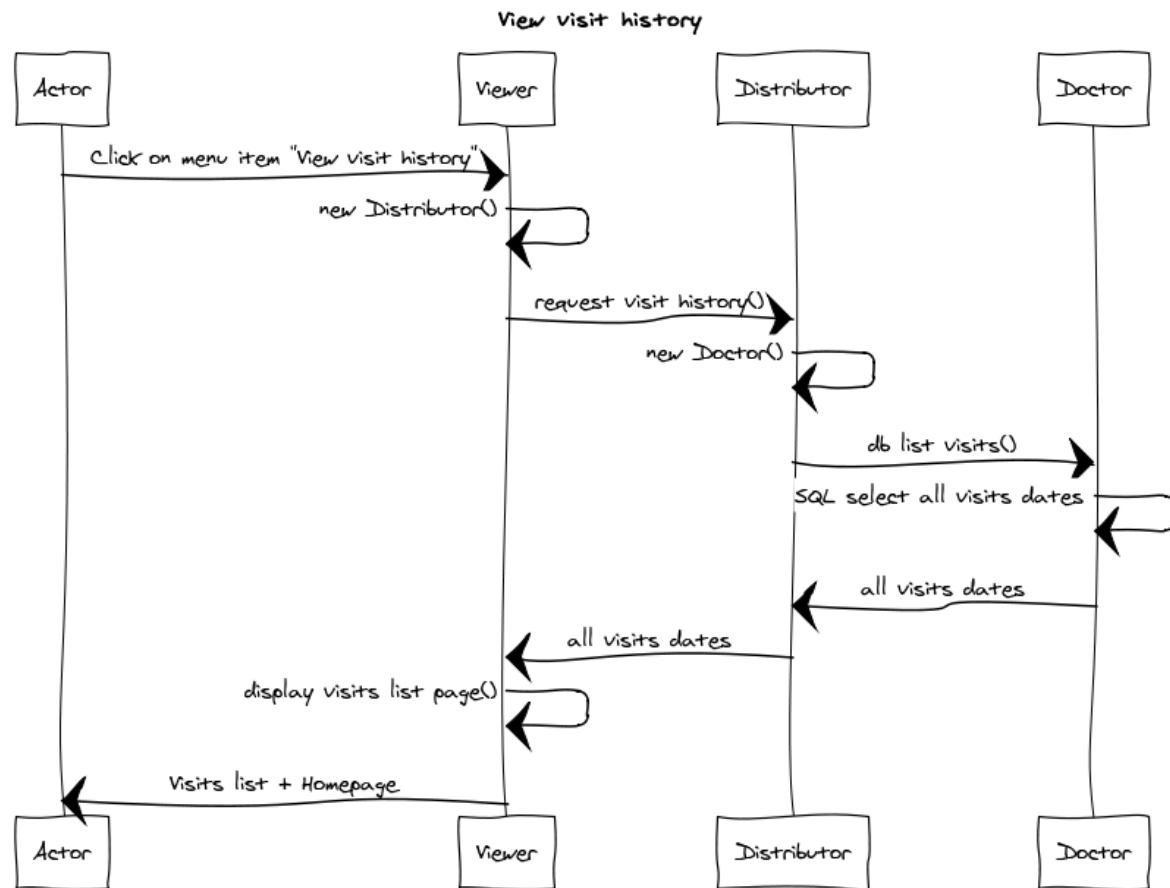 View visit history
Actor
Viewer
Distributor
Doctor
Click on menu item "View visit history"
new Distributor()
request visit history()
new Doctor()
db list visits()
SQL select all visits dates
all visits dates
all visits dates
display visits list page()
Visits list + Homepage
Actor
Viewer
Distributor
Doctor